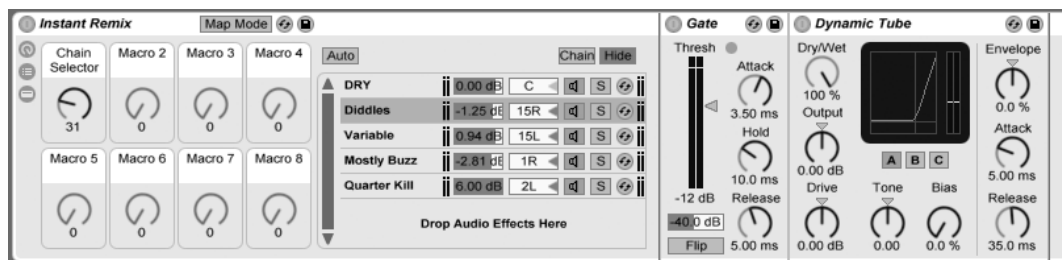 Instant Remix Map Mode
Chain Selector Macro 2 Macro 3 Macro 4
31 0 0 0
Macro 5 Macro 6 Macro 7 Macro 8
0 0 0 0
Auto Chain Hide
DRY 0.00 dB C S
Diddles -1.25 dB 15R S
Variable 0.94 dB 15L S
Mostly Buzz -2.81 dB 1R S
Quarter Kill 6.00 dB 2L S
Drop Audio Effects Here
Gate
Thresh
-12 dB
-40.0 dB
Flip
Attack
3.50 ms
Hold
10.0 ms
Release
5.00 ms
Dynamic Tube
Dry/Wet
100 %
Output
0.00 dB
Drive
0.00 dB
A B C
Tone
0.00
Bias
0.0 %
Envelope
0.0 %
Attack
5.00 ms
Release
35.0 ms